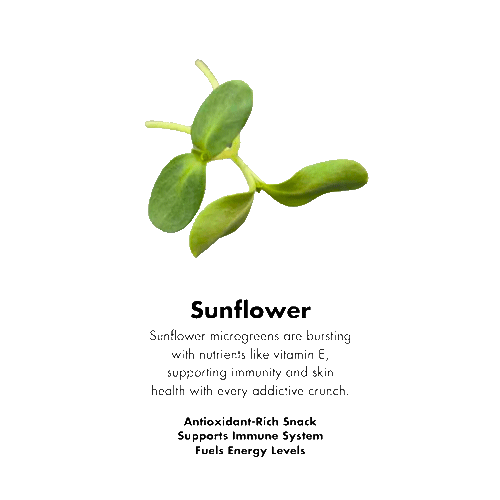 Sunflower
Sunflower microgreens are bursting
with nutrients like vitamin E,
supporting immunity and skin
health with every addictive crunch.
Antioxidant-Rich Snack
Supports Immune System
Fuels Energy Levels